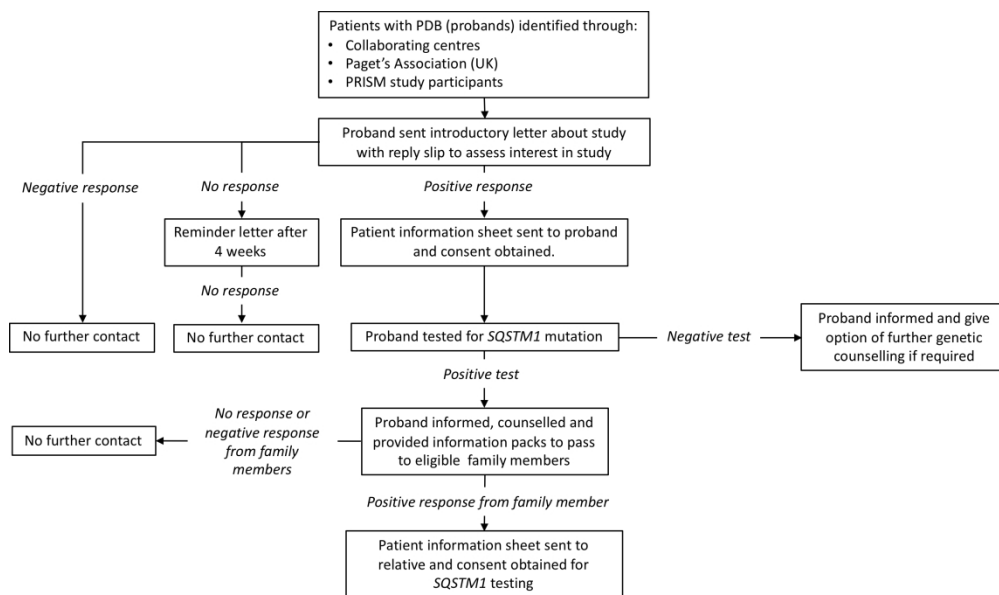 Patients with PDB (probands) identified through:
• Collaborating centres
• Paget's Association (UK)
• PRISM study participants
Proband sent introductory letter about study
with reply slip to assess interest in study
Negative response
No response
Positive response
Reminder letter after
4 weeks
Patient information sheet sent to proband
and consent obtained.
No response
No further contact
No further contact
Proband tested for SQSTM1 mutation
Negative test
Proband informed and give
option of further genetic
counselling if required
Positive test
No response or
negative response
from family
members
No further contact
Proband informed, counselled and
provided information packs to pass
to eligible family members
Positive response from family member
Patient information sheet sent to
relative and consent obtained for
SQSTM1 testing